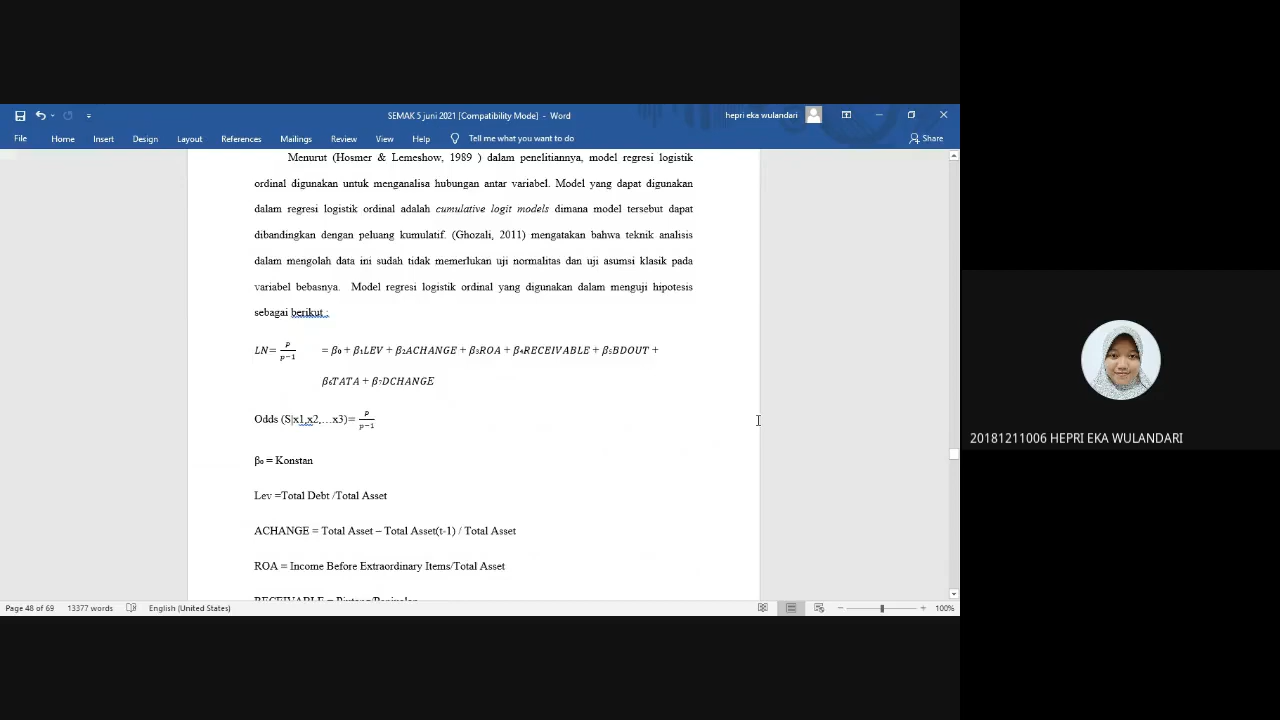 SEMAK 5 juni 2021 [Compatibility Mode] - Word
hepri eka wulandari
File Home Insert Design Layout References Mailings Review View Help Tell me what you want to do Share
Menurut (Hosmer & Lemeshow, 1989 ) dalam penelitiannya, model regresi logistik
ordinal digunakan untuk menganalisa hubungan antar variabel. Model yang dapat digunakan
dalam regresi logistik ordinal adalah cumulative logit models dimana model tersebut dapat
dibandingkan dengan peluang kumulatif. (Ghozali, 2011) mengatakan bahwa teknik analisis
dalam mengolah data ini sudah tidak memerlukan uji normalitas dan uji asumsi klasik pada
variabel bebasnya. Model regresi logistik ordinal yang digunakan dalam menguji hipotesis
sebagai berikut :
LN= p/p−1 = β₀ + β₁LEV + β₂ACHANGE + β₃ROA + β₄RECEIVABLE + β₅BDOUT +
β₆TATA + β₇DCHANGE
Odds (S|x1,x2,…x3)= p/p−1
β₀ = Konstan
Lev =Total Debt /Total Asset
ACHANGE = Total Asset – Total Asset(t-1) / Total Asset
ROA = Income Before Extraordinary Items/Total Asset
RECEIVABLE = Piutang/Penjualan
Page 48 of 69 13377 words English (United States) 100%
20181211006 HEPRI EKA WULANDARI